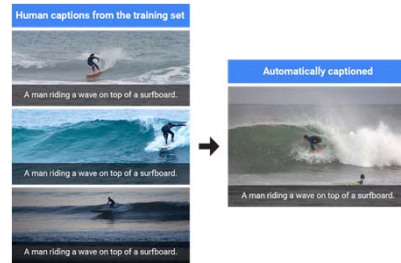 Human captions from the training set
A man riding a wave on top of a surfboard.
A man riding a wave on top of a surfboard.
A man riding a wave on top of a surfboard.
Automatically captioned
A man riding a wave on top of a surfboard.